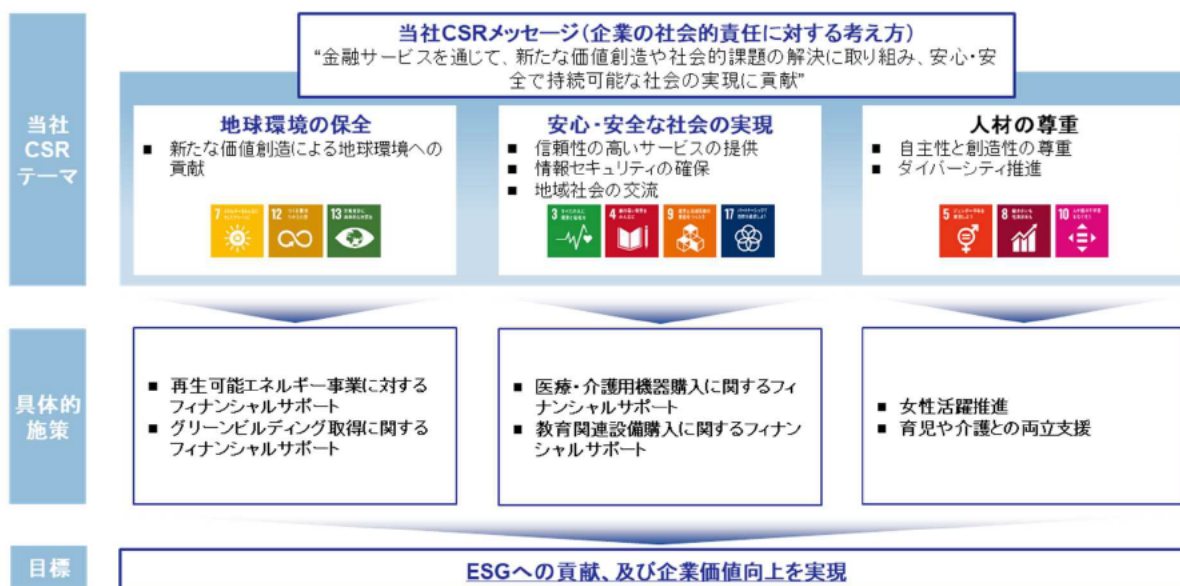 当社CSRメッセージ(企業の社会的責任に対する考え方)
“金融サービスを通じて、新たな価値創造や社会的課題の解決に取り組み、安心・安
全で持続可能な社会の実現に貢献”
当社
CSR
テーマ
地球環境の保全
■ 新たな価値創造による地球環境への
貢献
7
12
13
安心・安全な社会の実現
■ 信頼性の高いサービスの提供
■ 情報セキュリティの確保
■ 地域社会の交流
3
4
9
17
人材の尊重
■ 自主性と創造性の尊重
■ ダイバーシティ推進
5
8
10
具体的
施策
■ 再生可能エネルギー事業に対する
フィナンシャルサポート
■ グリーンビルディング取得に関する
フィナンシャルサポート
■ 医療・介護用機器購入に関するフィ
ナンシャルサポート
■ 教育関連設備購入に関するフィナン
シャルサポート
■ 女性活躍推進
■ 育児や介護との両立支援
目標
ESGへの貢献、及び企業価値向上を実現